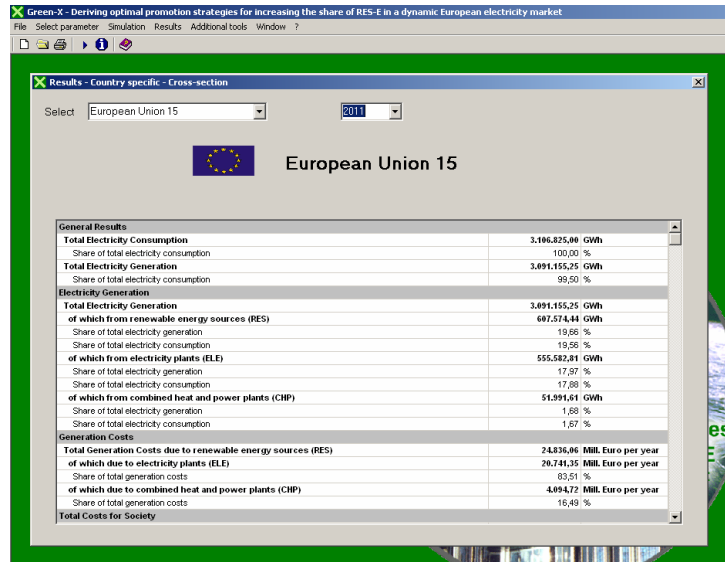 Green-X - Deriving optimal promotion strategies for increasing the share of RES-E in a dynamic European electricity market
File Select parameter Simulation Results Additional tools Window ?
Results - Country specific - Cross-section
Select European Union 15 2011
European Union 15
General Results
Total Electricity Consumption 3.106.825,00 GWh
Share of total electricity consumption 100,00 %
Total Electricity Generation 3.091.155,25 GWh
Share of total electricity consumption 99,50 %
Electricity Generation
Total Electricity Generation 3.091.155,25 GWh
of which from renewable energy sources (RES) 607.574,44 GWh
Share of total electricity generation 19,66 %
Share of total electricity consumption 19,56 %
of which from electricity plants (ELE) 555.582,81 GWh
Share of total electricity generation 17,97 %
Share of total electricity consumption 17,88 %
of which from combined heat and power plants (CHP) 51.991,61 GWh
Share of total electricity generation 1,68 %
Share of total electricity consumption 1,67 %
Generation Costs
Total Generation Costs due to renewable energy sources (RES) 24.836,06 Mill. Euro per year
of which due to electricity plants (ELE) 20.741,35 Mill. Euro per year
Share of total generation costs 83,51 %
of which due to combined heat and power plants (CHP) 4.094,72 Mill. Euro per year
Share of total generation costs 16,49 %
Total Costs for Society